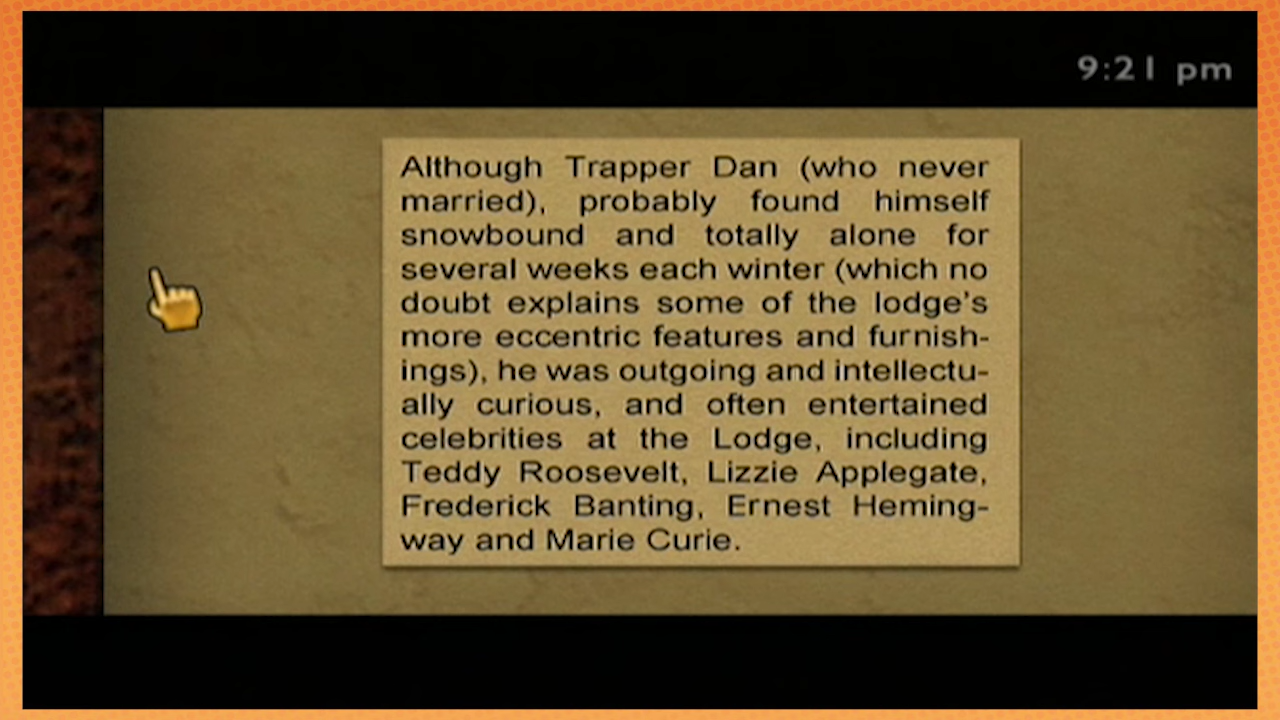 9:21 pm
Although Trapper Dan (who never
married), probably found himself
snowbound and totally alone for
several weeks each winter (which no
doubt explains some of the lodge's
more eccentric features and furnish-
ings), he was outgoing and intellectu-
ally curious, and often entertained
celebrities at the Lodge, including
Teddy Roosevelt, Lizzie Applegate,
Frederick Banting, Ernest Heming-
way and Marie Curie.